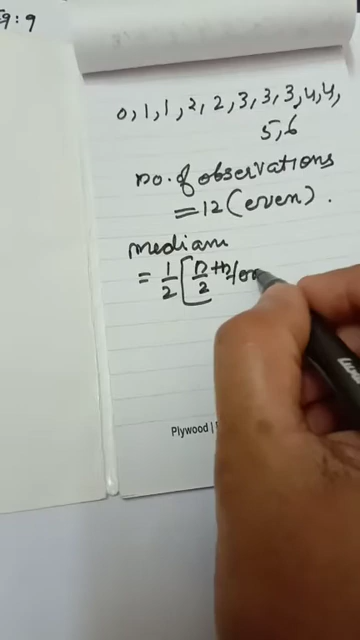 9:9
0,1,1,2,2,3,3,3,4,4,
5,6
no. of observations
=12(even).
median
= 1/2 [n/2 th/
Plywood |